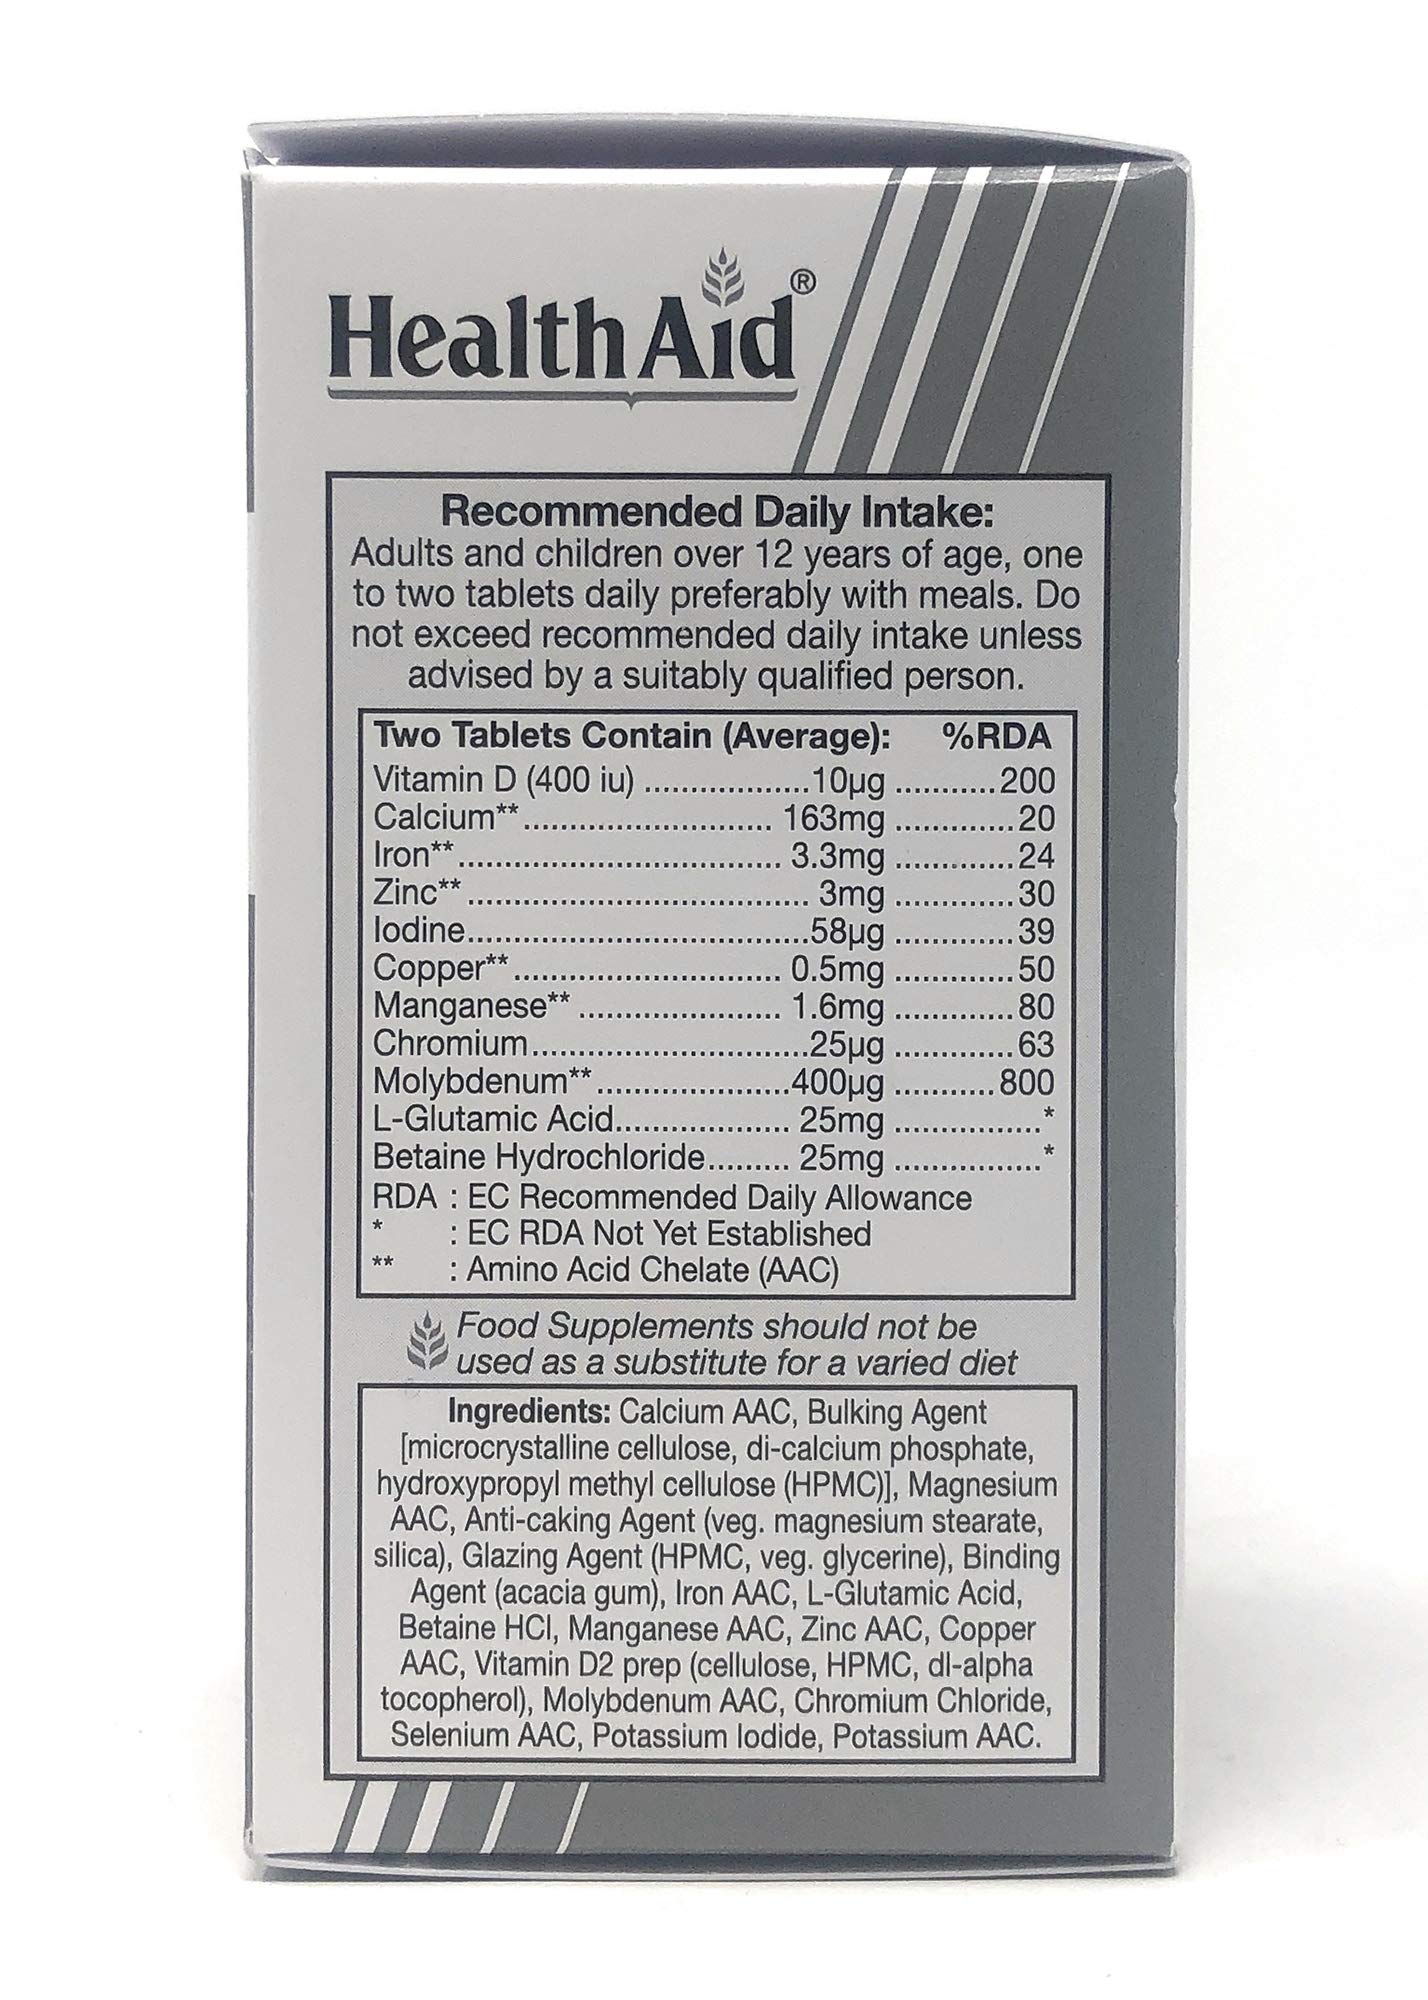 HealthAid®
Recommended Daily Intake:
Adults and children over 12 years of age, one
to two tablets daily preferably with meals. Do
not exceed recommended daily intake unless
advised by a suitably qualified person.
Two Tablets Contain (Average): %RDA
Vitamin D (400 iu) ..................10µg ...........200
Calcium**........................... 163mg .............20
Iron**................................... 3.3mg .............24
Zinc**..................................... 3mg .............30
Iodine.....................................58µg .............39
Copper**............................. 0.5mg .............50
Manganese** ...................... 1.6mg .............80
Chromium..............................25µg .............63
Molybdenum**.....................400µg ...........800
L-Glutamic Acid................... 25mg ................*
Betaine Hydrochloride......... 25mg ................*
RDA : EC Recommended Daily Allowance
* : EC RDA Not Yet Established
** : Amino Acid Chelate (AAC)
Food Supplements should not be
used as a substitute for a varied diet
Ingredients: Calcium AAC, Bulking Agent
[microcrystalline cellulose, di-calcium phosphate,
hydroxypropyl methyl cellulose (HPMC)], Magnesium
AAC, Anti-caking Agent (veg. magnesium stearate,
silica), Glazing Agent (HPMC, veg. glycerine), Binding
Agent (acacia gum), Iron AAC, L-Glutamic Acid,
Betaine HCl, Manganese AAC, Zinc AAC, Copper
AAC, Vitamin D2 prep (cellulose, HPMC, dl-alpha
tocopherol), Molybdenum AAC, Chromium Chloride,
Selenium AAC, Potassium Iodide, Potassium AAC.